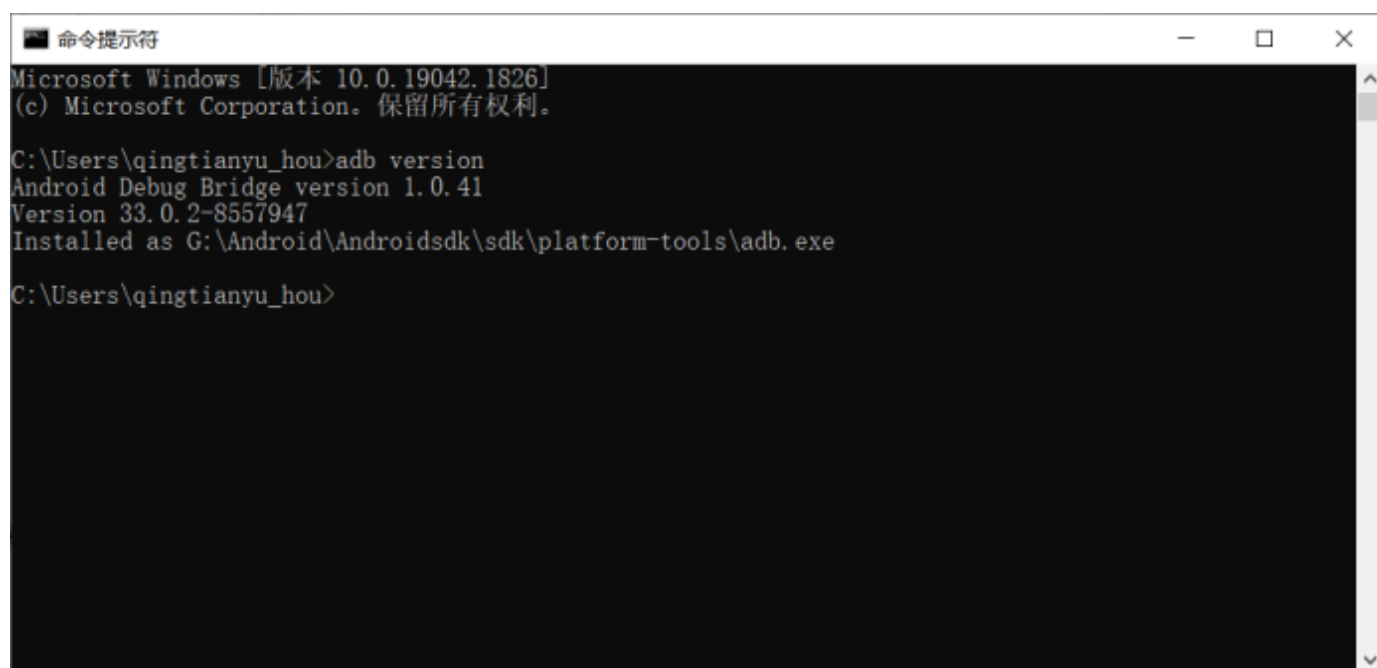 命令提示符
Microsoft Windows [版本 10.0.19042.1826]
(c) Microsoft Corporation。保留所有权利。
C:\Users\qingtianyu_hou>adb version
Android Debug Bridge version 1.0.41
Version 33.0.2-8557947
Installed as G:\Android\Androidsdk\sdk\platform-tools\adb.exe
C:\Users\qingtianyu_hou>